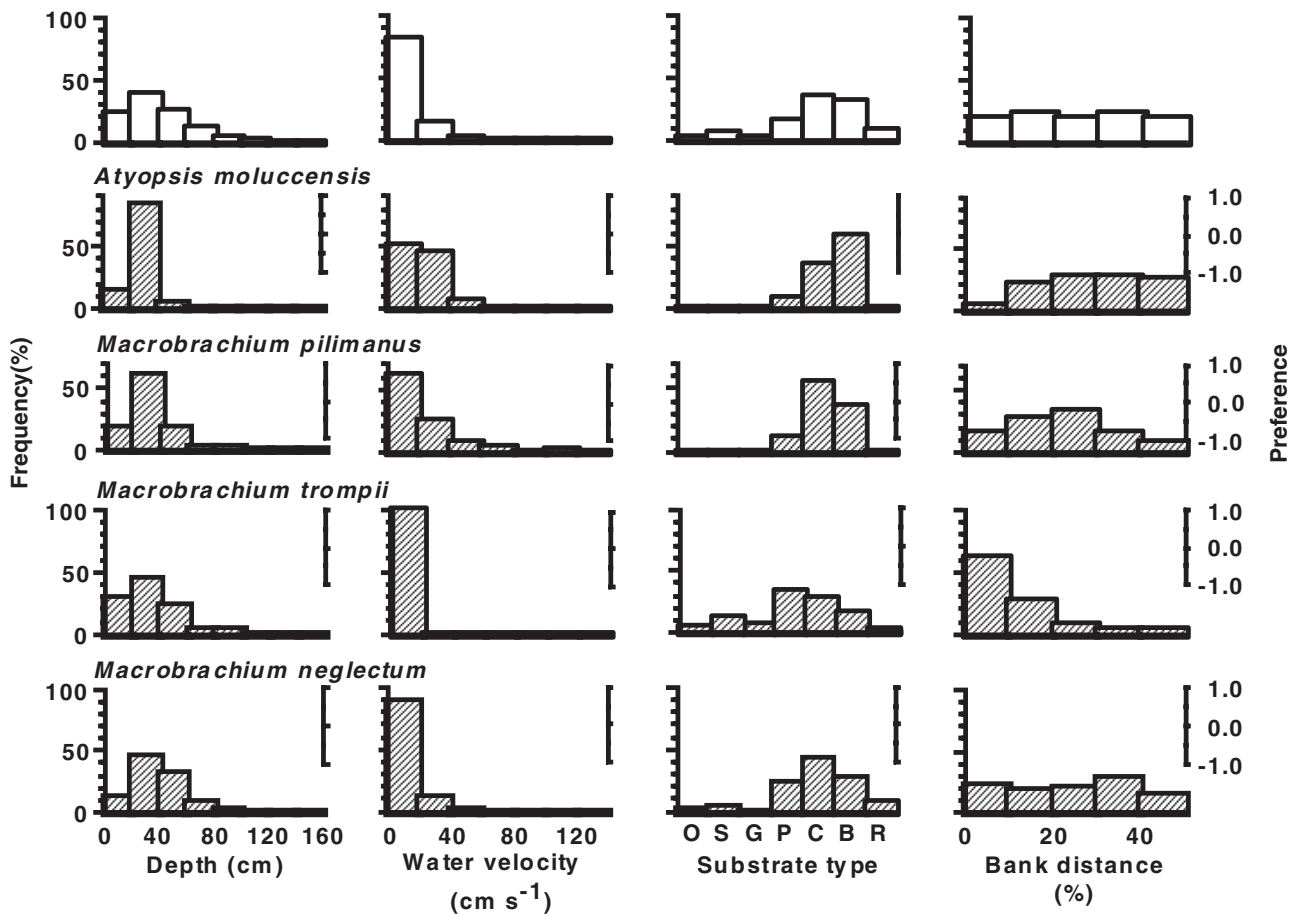 100
50
0
Atyopsis moluccensis
50
0
1.0
0.0
-1.0
Macrobrachium pilimanus
50
0
1.0
0.0
-1.0
Macrobrachium trompii
100
50
0
1.0
0.0
-1.0
Macrobrachium neglectum
100
50
0
1.0
0.0
-1.0
Frequency(%)
Preference
0 40 80 120 160
0 40 80 120
O S G P C B R
0 20 40
Depth (cm)
Water velocity
(cm s-1)
Substrate type
Bank distance
(%)